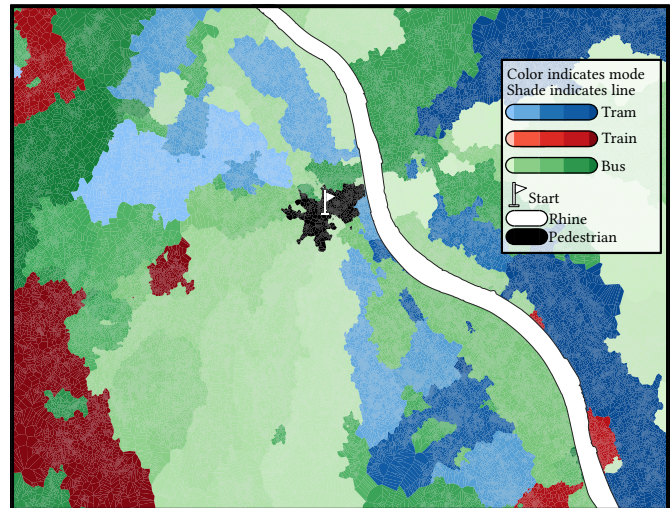 Color indicates mode
Shade indicates line
Tram
Train
Bus
Start
Rhine
Pedestrian